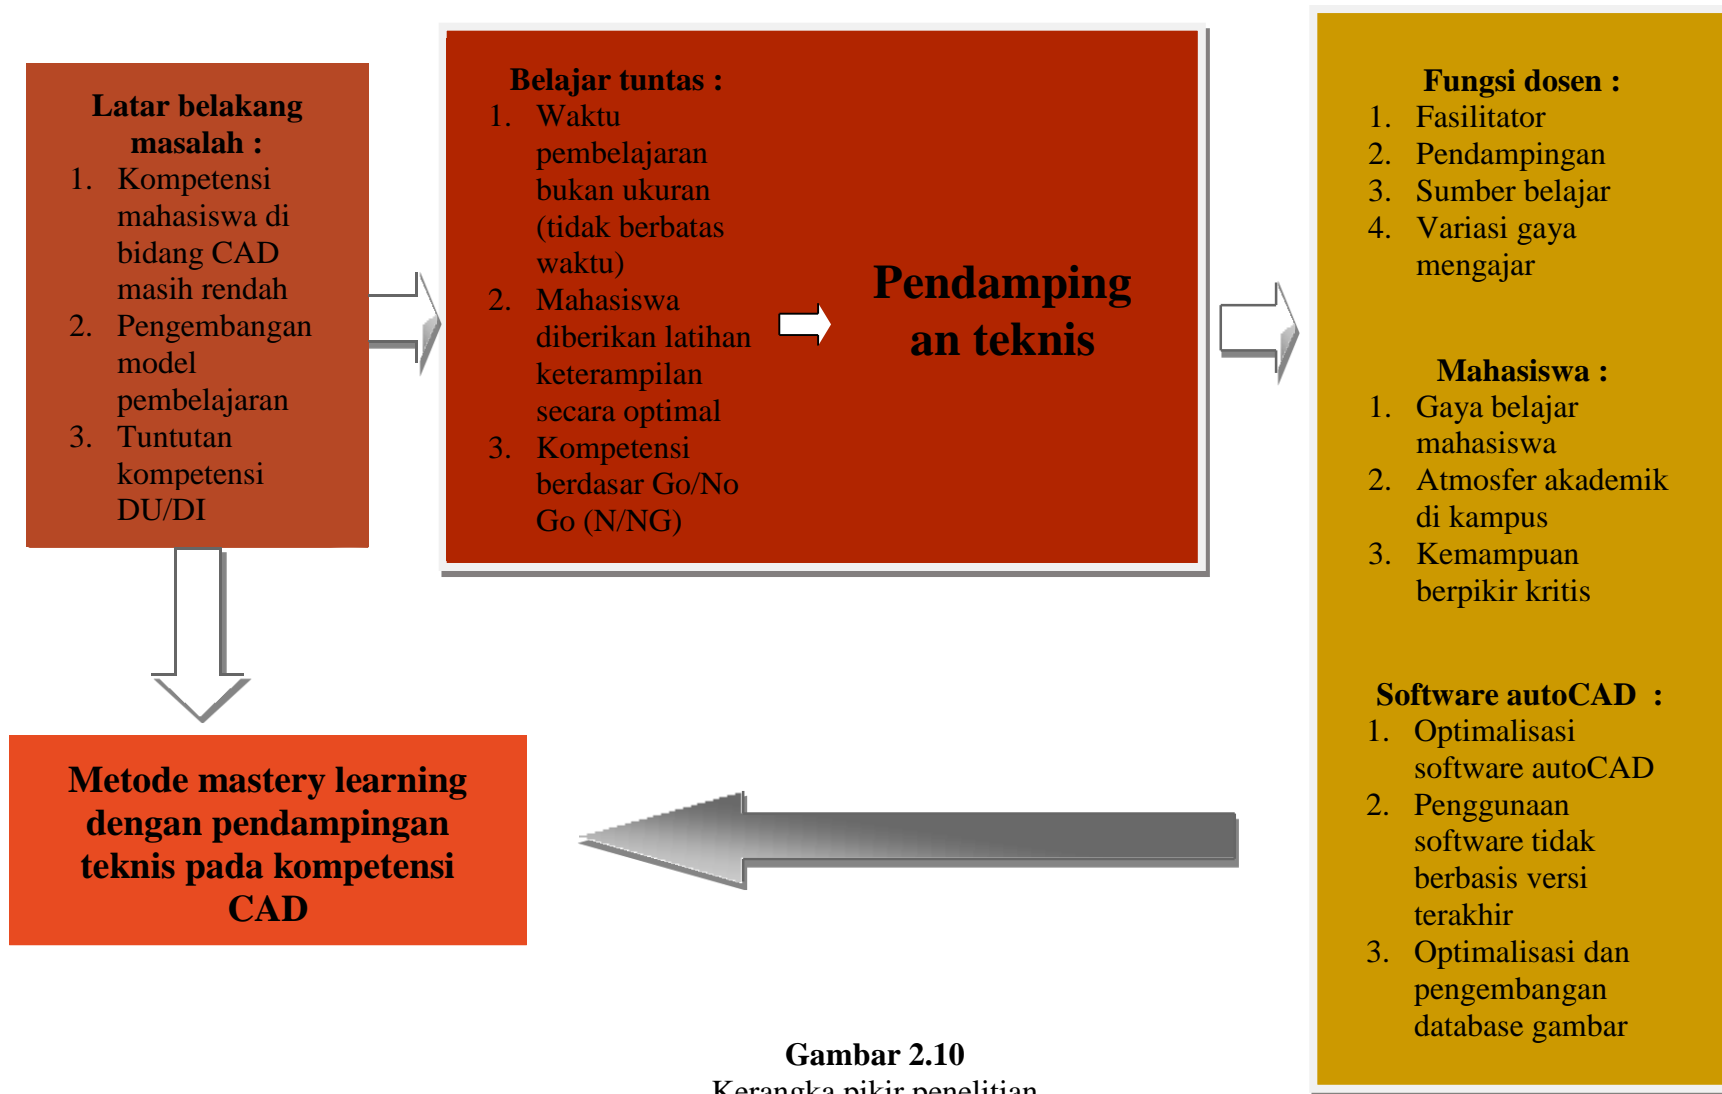 Latar belakang
masalah :
1. Kompetensi
mahasiswa di
bidang CAD
masih rendah
2. Pengembangan
model
pembelajaran
3. Tuntutan
kompetensi
DU/DI
Belajar tuntas :
1. Waktu
pembelajaran
bukan ukuran
(tidak berbatas
waktu)
2. Mahasiswa
diberikan latihan
keterampilan
secara optimal
3. Kompetensi
berdasar Go/No
Go (N/NG)
Pendamping
an teknis
Fungsi dosen :
1. Fasilitator
2. Pendampingan
3. Sumber belajar
4. Variasi gaya
mengajar
Mahasiswa :
1. Gaya belajar
mahasiswa
2. Atmosfer akademik
di kampus
3. Kemampuan
berpikir kritis
Software autoCAD :
1. Optimalisasi
software autoCAD
2. Penggunaan
software tidak
berbasis versi
terakhir
3. Optimalisasi dan
pengembangan
database gambar
Metode mastery learning
dengan pendampingan
teknis pada kompetensi
CAD
Gambar 2.10
Kerangka pikir penelitian